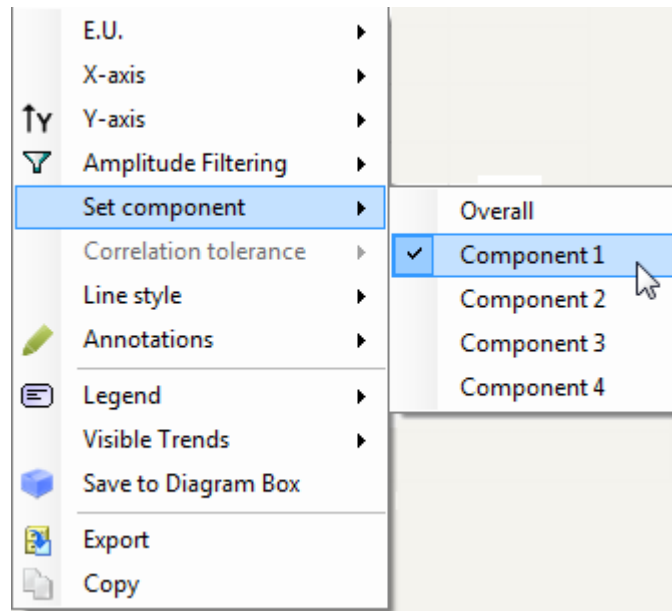 E.U.
X-axis
Y Y-axis
Amplitude Filtering
Set component
Correlation tolerance
Line style
Annotations
Legend
Visible Trends
Save to Diagram Box
Export
Copy
Overall
Component 1
Component 2
Component 3
Component 4